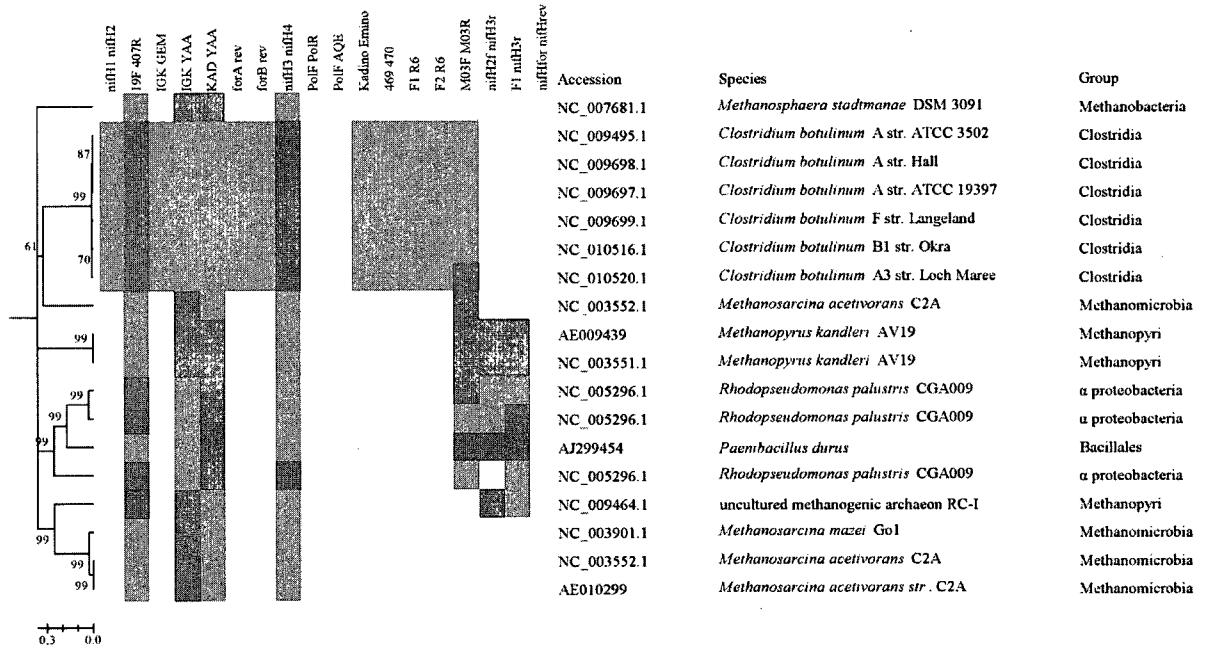 nifH1 nifH2
19F 407R
IGK GEM
IGK YAA
KAD YAA
forA rev
forB rev
nifH3 nifH4
PolF PolR
PolF AQE
Kadino Emino
469 470
F1 R6
F2 R6
M03F M03R
nifH2f nifH3r
F1 nifH3r
nifHfor nifHrev
Accession Species Group
NC_007681.1 Methanosphaera stadtmanae DSM 3091 Methanobacteria
NC_009495.1 Clostridium botulinum A str. ATCC 3502 Clostridia
NC_009698.1 Clostridium botulinum A str. Hall Clostridia
NC_009697.1 Clostridium botulinum A str. ATCC 19397 Clostridia
NC_009699.1 Clostridium botulinum F str. Langeland Clostridia
NC_010516.1 Clostridium botulinum B1 str. Okra Clostridia
NC_010520.1 Clostridium botulinum A3 str. Loch Maree Clostridia
NC_003552.1 Methanosarcina acetivorans C2A Methanomicrobia
AE009439 Methanopyrus kandleri AV19 Methanopyri
NC_003551.1 Methanopyrus kandleri AV19 Methanopyri
NC_005296.1 Rhodopseudomonas palustris CGA009 α proteobacteria
NC_005296.1 Rhodopseudomonas palustris CGA009 α proteobacteria
AJ299454 Paenibacillus durus Bacillales
NC_005296.1 Rhodopseudomonas palustris CGA009 α proteobacteria
NC_009464.1 uncultured methanogenic archaeon RC-I Methanopyri
NC_003901.1 Methanosarcina mazei Go1 Methanomicrobia
NC_003552.1 Methanosarcina acetivorans C2A Methanomicrobia
AE010299 Methanosarcina acetivorans str. C2A Methanomicrobia
87
99
61
70
99
99
99
99
99
99
99
0.3 0.0